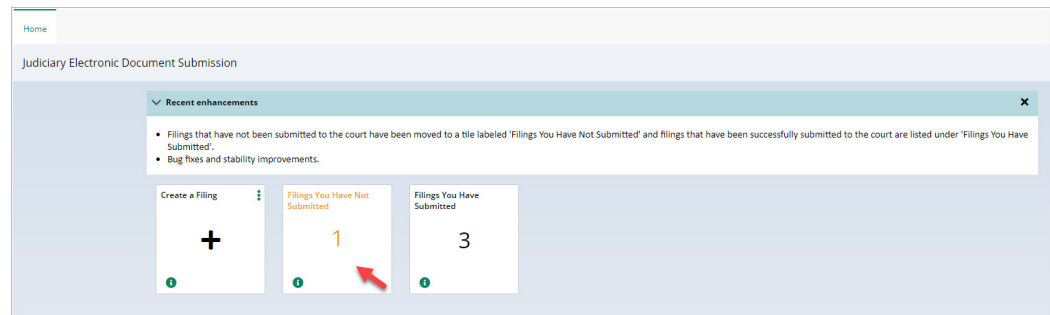 Home
Judiciary Electronic Document Submission
Recent enhancements
• Filings that have not been submitted to the court have been moved to a tile labeled 'Filings You Have Not Submitted' and filings that have been successfully submitted to the court are listed under 'Filings You Have
Submitted'.
• Bug fixes and stability improvements.
Create a Filing
Filings You Have Not
Submitted
1
Filings You Have
Submitted
3